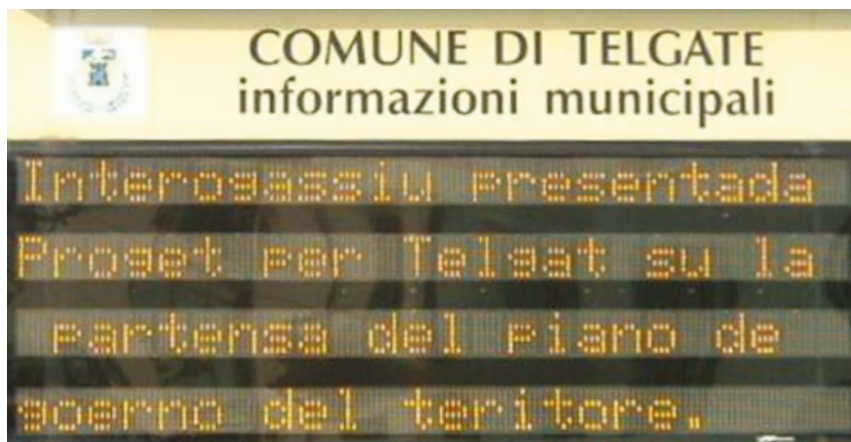 COMUNE DI TELGATE
informazioni municipali
Interogassiu presentada
Proget per Telgat su la
partensa del piano de
goerno del teritore.